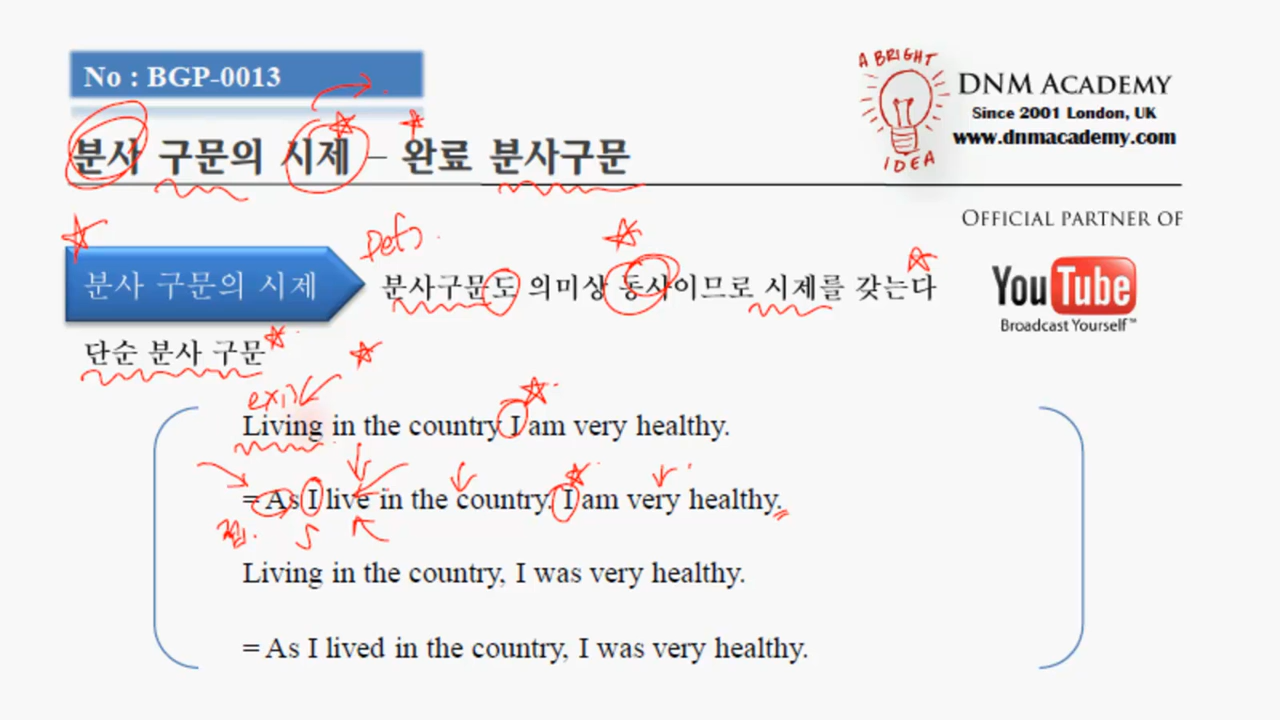 No : BGP-0013
A BRIGHT
IDEA
DNM ACADEMY
Since 2001 London, UK
www.dnmacademy.com
분사 구문의 시제 – 완료 분사구문
OFFICIAL PARTNER OF
YouTube
Broadcast Yourself™
분사 구문의 시제
분사구문도 의미상 동사이므로 시제를 갖는다
단순 분사 구문
Living in the country I am very healthy.
= As I live in the country. I am very healthy.
S
Living in the country, I was very healthy.
= As I lived in the country, I was very healthy.